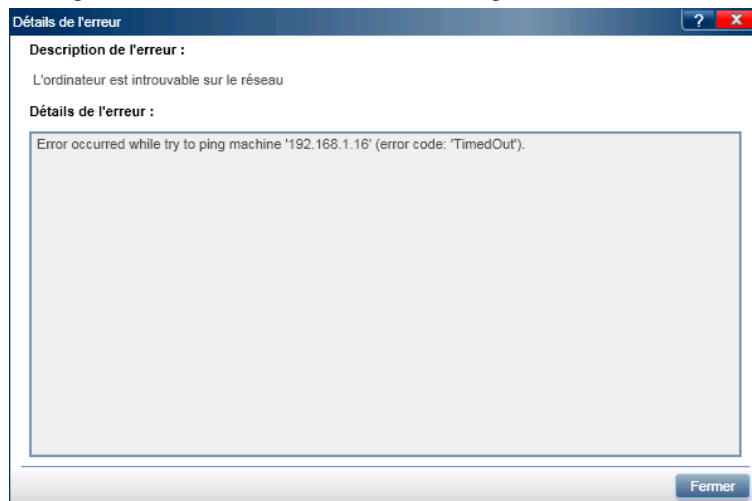 Détails de l'erreur
?
X
Description de l'erreur :
L'ordinateur est introuvable sur le réseau
Détails de l'erreur :
Error occurred while try to ping machine '192.168.1.16' (error code: 'TimedOut').
Fermer